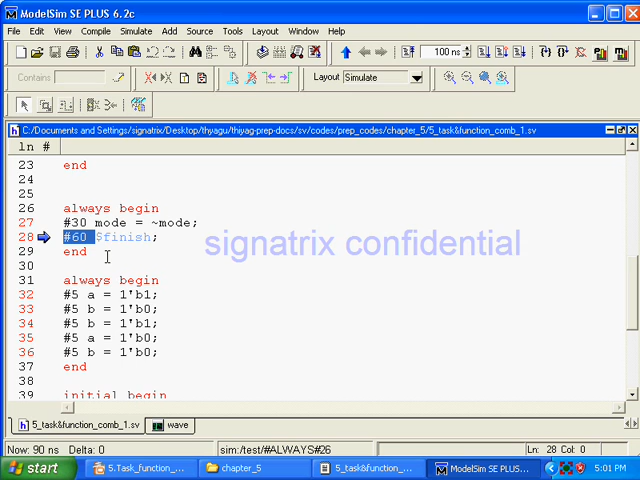 ModelSim SE PLUS 6.2c
File Edit View Compile Simulate Add Source Tools Layout Window Help
100 ns
Contains
Layout Simulate
C:/Documents and Settings/signatrix/Desktop/thyagu/thiyag-prep-docs/sv/codes/prep_codes/chapter_5/5_task&function_comb_1.sv
ln #
23 end
24
25
26 always begin
27 #30 mode = ~mode;
28 #60 $finish;
signatrix confidential
29 end
30
31 always begin
32 #5 a = 1'b1;
33 #5 b = 1'b0;
34 #5 b = 1'b1;
35 #5 a = 1'b0;
36 #5 b = 1'b0;
37 end
38
39 initial begin
5_task&function_comb_1.sv wave
Now: 90 ns Delta: 0 sim:/test/#ALWAYS#26 Ln: 28 Col: 0
start 5.Task_function_... chapter_5 5_task&function_co... ModelSim SE PLUS... 5:01 PM